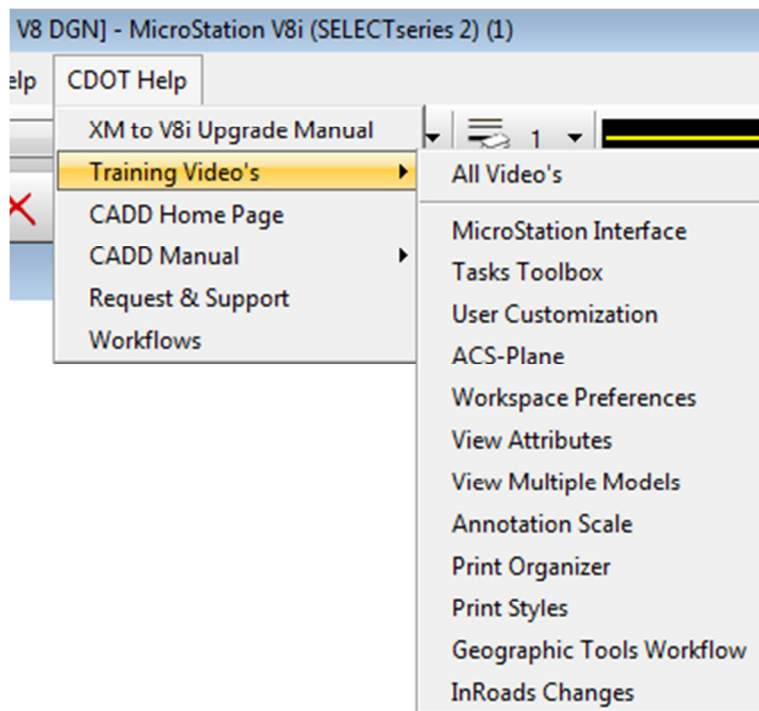 V8 DGN] - MicroStation V8i (SELECTseries 2) (1)
elp CDOT Help
XM to V8i Upgrade Manual
1
Training Video's
CADD Home Page
CADD Manual
Request & Support
Workflows
All Video's
MicroStation Interface
Tasks Toolbox
User Customization
ACS-Plane
Workspace Preferences
View Attributes
View Multiple Models
Annotation Scale
Print Organizer
Print Styles
Geographic Tools Workflow
InRoads Changes